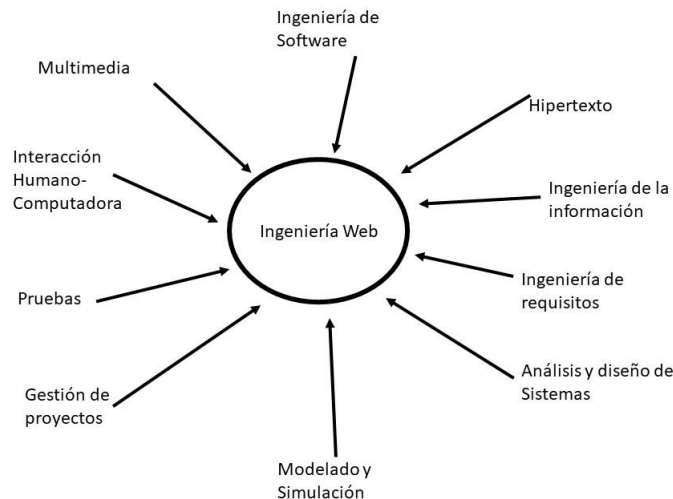 Ingeniería de
Software
Multimedia
Hipertexto
Interacción
Humano-
Computadora
Ingeniería de la
información
Ingeniería Web
Pruebas
Ingeniería de
requisitos
Gestión de
proyectos
Análisis y diseño de
Sistemas
Modelado y
Simulación